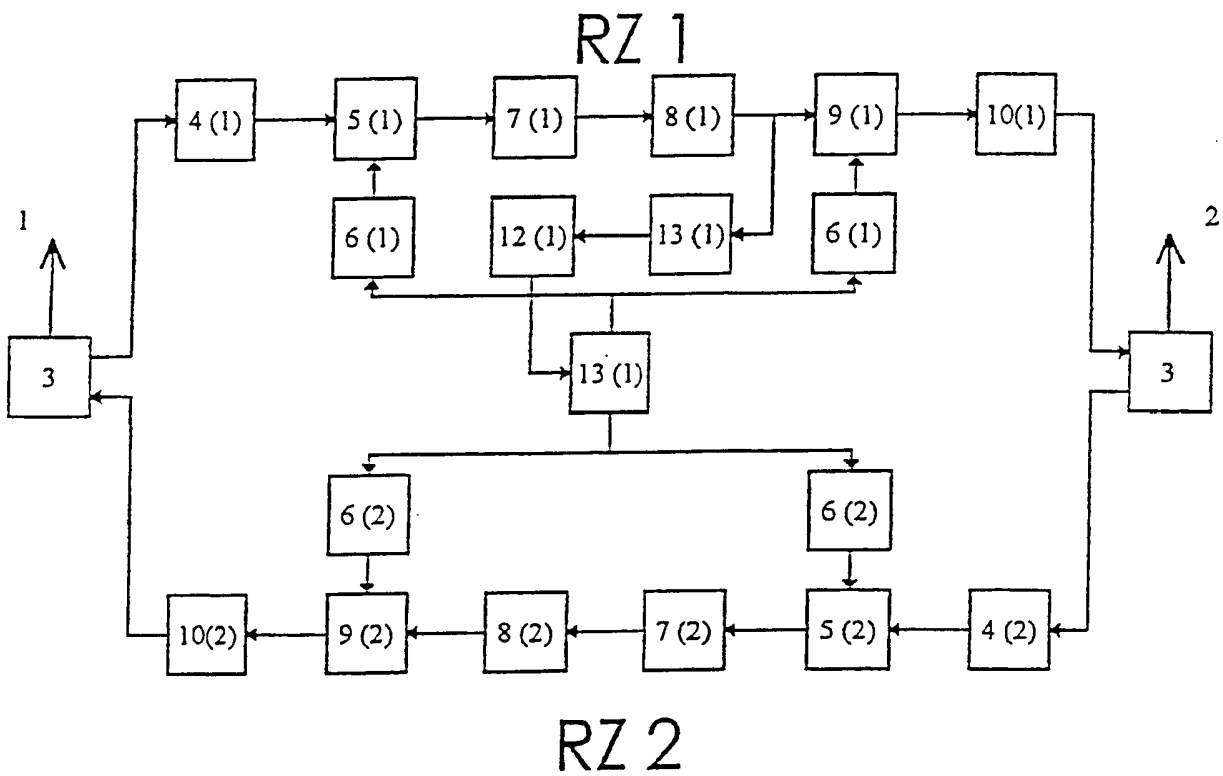 RZ 1
4 (1) 5 (1) 7 (1) 8 (1) 9 (1) 10(1)
1 6 (1) 12 (1) 13 (1) 6 (1) 2
3 13 (1) 3
6 (2) 6 (2)
10(2) 9 (2) 8 (2) 7 (2) 5 (2) 4 (2)
RZ 2